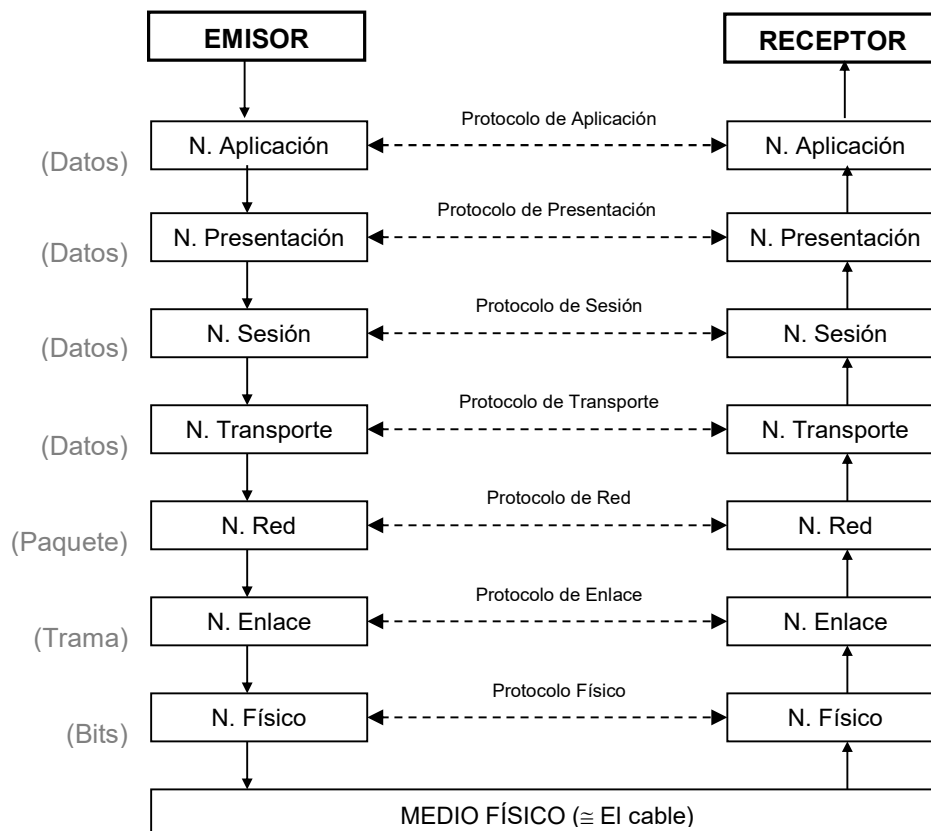 EMISOR RECEPTOR
Protocolo de Aplicación
N. Aplicación N. Aplicación
(Datos)
Protocolo de Presentación
N. Presentación N. Presentación
(Datos)
Protocolo de Sesión
N. Sesión N. Sesión
(Datos)
Protocolo de Transporte
N. Transporte N. Transporte
(Datos)
Protocolo de Red
N. Red N. Red
(Paquete)
Protocolo de Enlace
N. Enlace N. Enlace
(Trama)
Protocolo Físico
N. Físico N. Físico
(Bits)
MEDIO FÍSICO (≅ El cable)